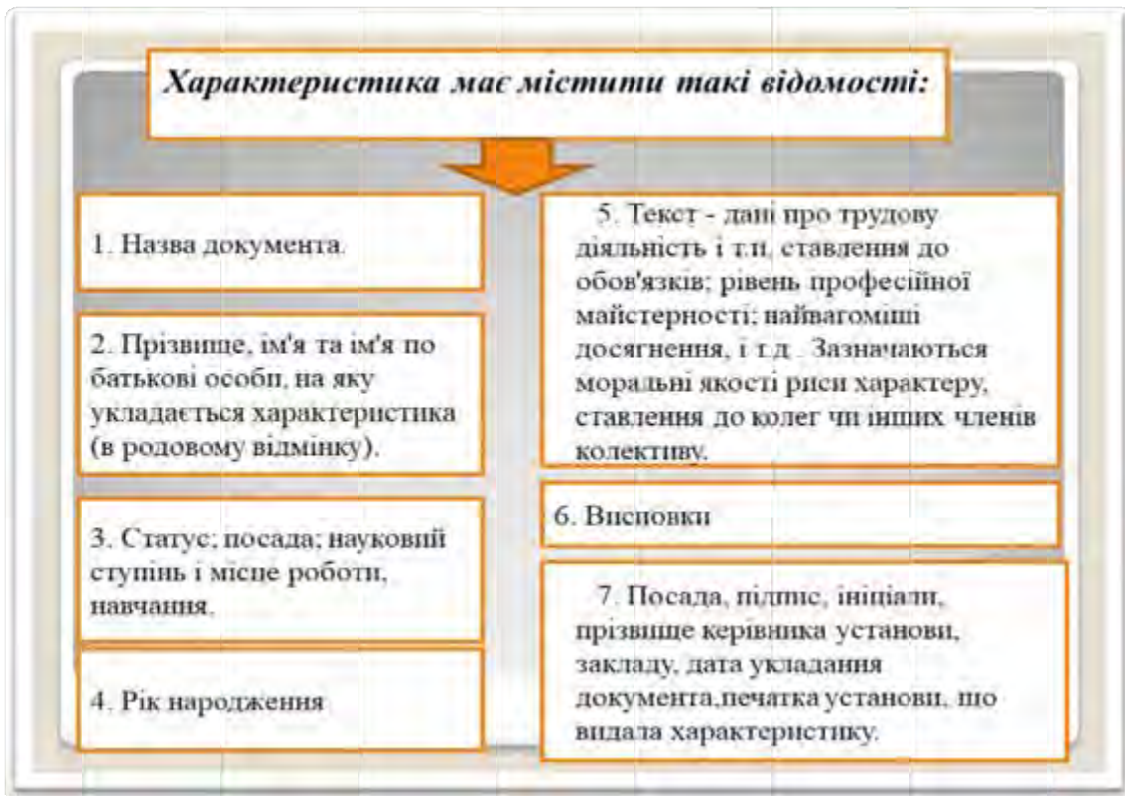 Характеристика має містити такі відомості:
1. Назва документа.
2. Прізвище, ім'я та ім'я по
батькові особи, на яку
укладається характеристика
(в родовому відмінку).
3. Статус; посада; науковий
ступінь і місце роботи,
навчання.
4. Рік народження
5. Текст - дані про трудову
діяльність і т.п, ставлення до
обов'язків; рівень професійної
майстерності; найвагоміші
досягнення, і т.д . Зазначаються
моральні якості риси характеру,
ставлення до колег чи інших членів
колективу.
6. Висновки
7. Посада, підпис, ініціали,
прізвище керівника установи,
закладу, дата укладання
документа,печатка установи, що
видала характеристику.